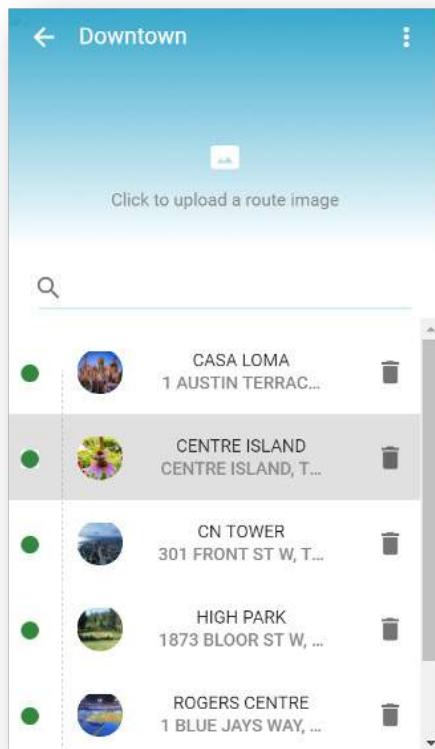 Downtown
Click to upload a route image
CASA LOMA
1 AUSTIN TERRAC...
CENTRE ISLAND
CENTRE ISLAND, T...
CN TOWER
301 FRONT ST W, T...
HIGH PARK
1873 BLOOR ST W, ...
ROGERS CENTRE
1 BLUE JAYS WAY, ...